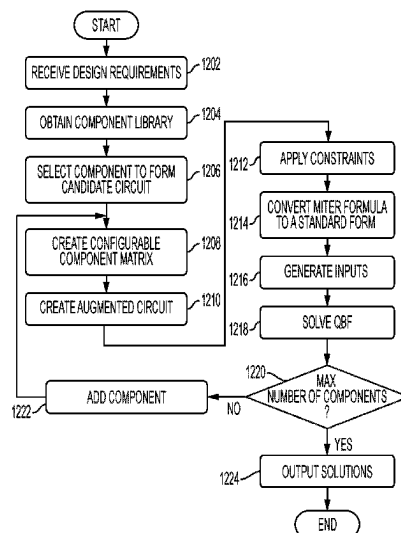 START
RECEIVE DESIGN REQUIREMENTS
1202
OBTAIN COMPONENT LIBRARY
1204
SELECT COMPONENT TO FORM
CANDIDATE CIRCUIT
1206
CREATE CONFIGURABLE
COMPONENT MATRIX
1208
CREATE AUGMENTED CIRCUIT
1210
1212
APPLY CONSTRAINTS
1214
CONVERT MITER FORMULA
TO A STANDARD FORM
1216
GENERATE INPUTS
1218
SOLVE QBF
1220
MAX
NUMBER OF COMPONENTS
?
NO
ADD COMPONENT
1222
YES
1224
OUTPUT SOLUTIONS
END